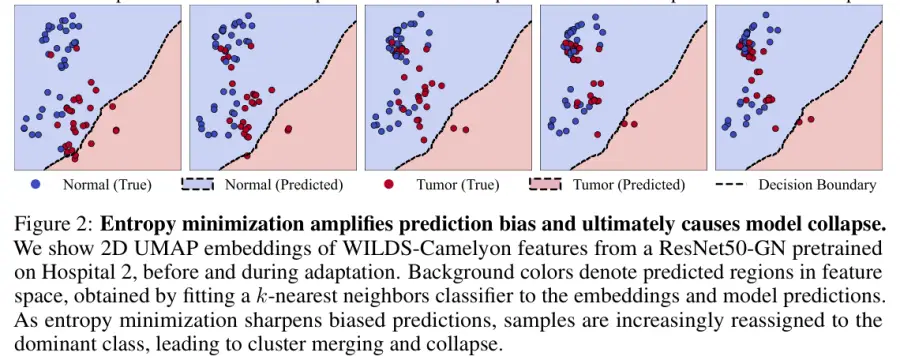 Normal (True) Normal (Predicted) Tumor (True) Tumor (Predicted) Decision Boundary
Figure 2: Entropy minimization amplifies prediction bias and ultimately causes model collapse.
We show 2D UMAP embeddings of WILDS-Camelyon features from a ResNet50-GN pretrained
on Hospital 2, before and during adaptation. Background colors denote predicted regions in feature
space, obtained by fitting a k-nearest neighbors classifier to the embeddings and model predictions.
As entropy minimization sharpens biased predictions, samples are increasingly reassigned to the
dominant class, leading to cluster merging and collapse.